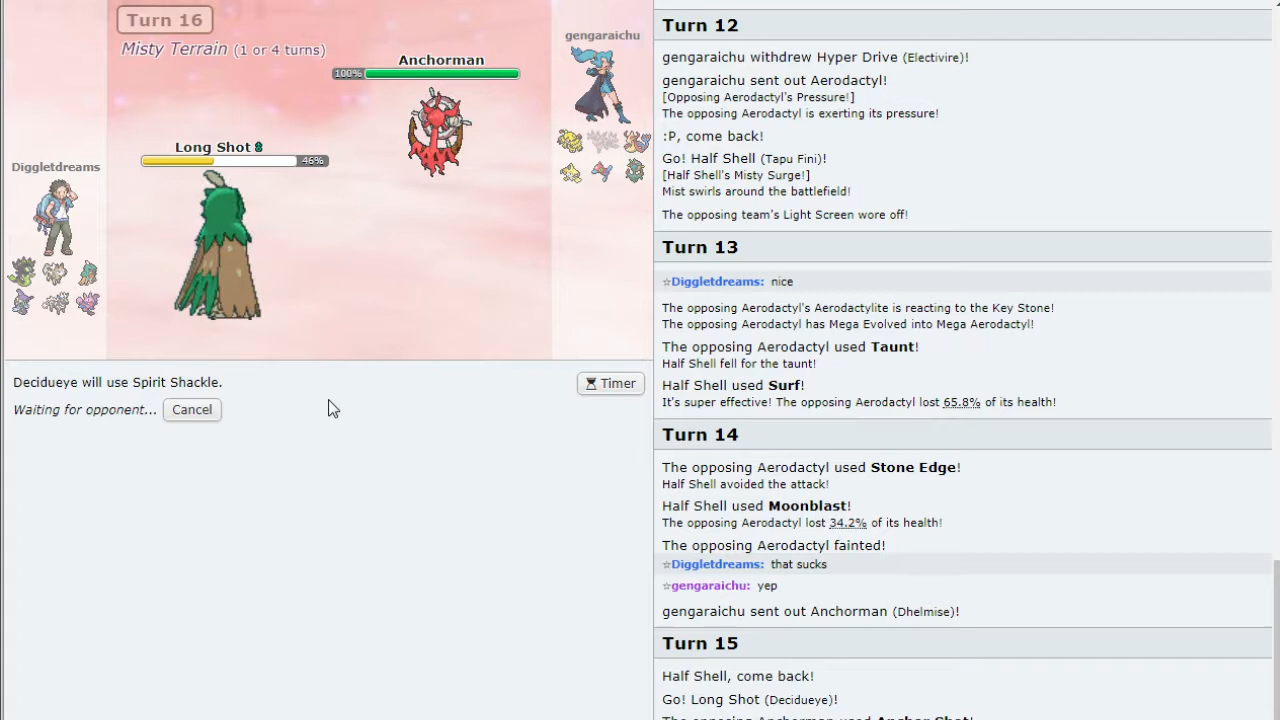 Turn 16
Misty Terrain (1 or 4 turns)
Anchorman
100%
Long Shot
46%
Diggletdreams
gengaraichu
Decidueye will use Spirit Shackle.
Waiting for opponent... Cancel
Timer
Turn 12
gengaraichu withdrew Hyper Drive (Electivire)!
gengaraichu sent out Aerodactyl!
[Opposing Aerodactyl's Pressure!]
The opposing Aerodactyl is exerting its pressure!
:P, come back!
Go! Half Shell (Tapu Fini)!
[Half Shell's Misty Surge!]
Mist swirls around the battlefield!
The opposing team's Light Screen wore off!
Turn 13
☆Diggletdreams: nice
The opposing Aerodactyl's Aerodactylite is reacting to the Key Stone!
The opposing Aerodactyl has Mega Evolved into Mega Aerodactyl!
The opposing Aerodactyl used Taunt!
Half Shell fell for the taunt!
Half Shell used Surf!
It's super effective! The opposing Aerodactyl lost 65.8% of its health!
Turn 14
The opposing Aerodactyl used Stone Edge!
Half Shell avoided the attack!
Half Shell used Moonblast!
The opposing Aerodactyl lost 34.2% of its health!
The opposing Aerodactyl fainted!
☆Diggletdreams: that sucks
☆gengaraichu: yep
gengaraichu sent out Anchorman (Dhelmise)!
Turn 15
Half Shell, come back!
Go! Long Shot (Decidueye)!
The opposing Anchorman used Anchor Shot!